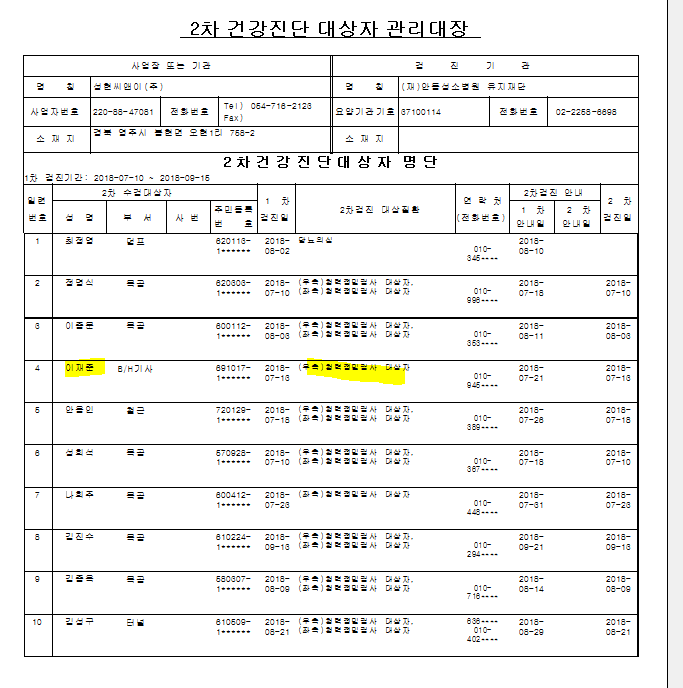 2차 건강진단 대상자 관리대장
사업장 또는 기관 검 진 기 관
명 칭 성현씨앤이(주) 명 칭 (재)안동성소병원 유지재단
사업자번호 220-88-47081 전화번호 Tel) 054-716-2123 요양기관기호 37100114 전화번호 02-2258-6698
Fax)
소 재 지 경북 영주시 봉현면 오현1리 768-2 소 재 지
2차건강진단대상자 명단
1차 검진기간: 2018-07-10 ~ 2018-09-15
일련 2차 수검대상자 1 차 2차검진 대상질환 연 락 처 2차검진 안내 2 차
번호 성 명 부 서 사 번 주민등록 검진일 (전화번호) 1 차 2 차 검진일
번 호 안내일 안내일
1 최정영 덤프 620113- 2018- 당뇨의심 2018-
1****** 08-02 010- 08-10
345-****
2 정명식 목공 620303- 2018- (우측)청력정밀검사 대상자, 2018- 2018-
1****** 07-10 (좌측)청력정밀검사 대상자 010- 07-18 07-10
998-****
3 이종문 목공 600112- 2018- (우측)청력정밀검사 대상자, 2018- 2018-
1****** 08-03 (좌측)청력정밀검사 대상자 010- 08-11 08-03
353-****
4 이재준 B/H기사 691017- 2018- (우측)청력정밀검사 대상자 2018- 2018-
1****** 07-13 010- 07-21 07-13
945-****
5 안동민 철근 720129- 2018- (우측)청력정밀검사 대상자, 2018- 2018-
1****** 07-18 (좌측)청력정밀검사 대상자 010- 07-26 07-18
389-****
6 성희석 목공 570928- 2018- (우측)청력정밀검사 대상자, 2018- 2018-
1****** 07-10 (좌측)청력정밀검사 대상자 010- 07-18 07-10
367-****
7 나희주 목공 600412- 2018- (좌측)청력정밀검사 대상자 2018- 2018-
1****** 07-23 010- 07-31 07-23
448-****
8 김진수 목공 610224- 2018- (우측)청력정밀검사 대상자, 2018- 2018-
1****** 09-13 (좌측)청력정밀검사 대상자 010- 09-21 09-13
294-****
9 김종욱 목공 580307- 2018- (우측)청력정밀검사 대상자, 2018- 2018-
1****** 08-09 (좌측)청력정밀검사 대상자 010- 08-14 08-09
716-****
10 김성구 터널 610509- 2018- (우측)청력정밀검사 대상자, 636-**** 2018- 2018-
1****** 08-21 (좌측)청력정밀검사 대상자 010- 08-29 08-21
402-****